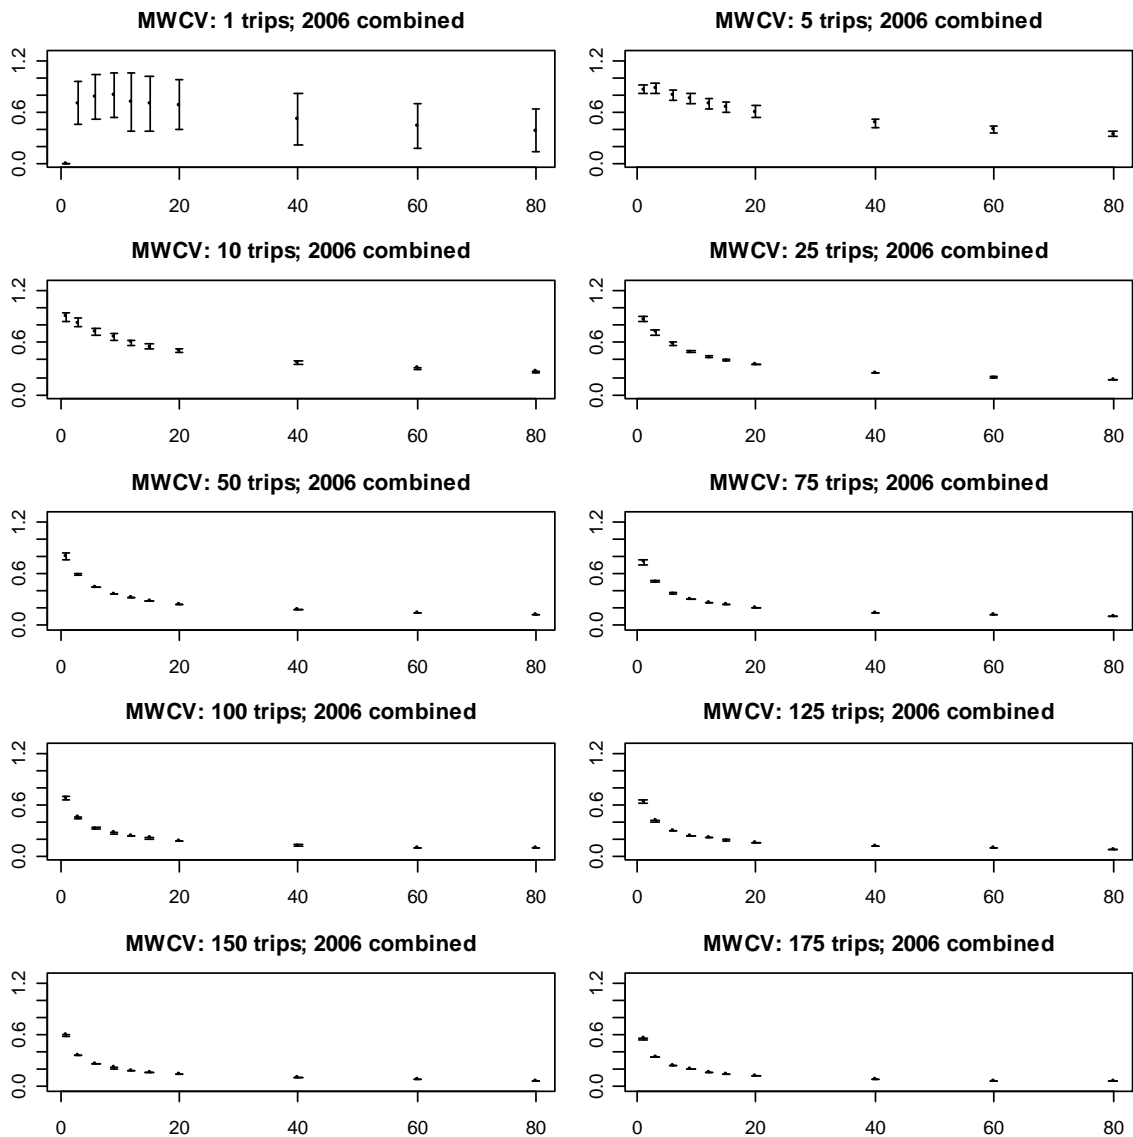 MWCV: 1 trips; 2006 combined
0.0 0.6 1.2
0 20 40 60 80
MWCV: 5 trips; 2006 combined
0.0 0.6 1.2
0 20 40 60 80
MWCV: 10 trips; 2006 combined
0.0 0.6 1.2
0 20 40 60 80
MWCV: 25 trips; 2006 combined
0.0 0.6 1.2
0 20 40 60 80
MWCV: 50 trips; 2006 combined
0.0 0.6 1.2
0 20 40 60 80
MWCV: 75 trips; 2006 combined
0.0 0.6 1.2
0 20 40 60 80
MWCV: 100 trips; 2006 combined
0.0 0.6 1.2
0 20 40 60 80
MWCV: 125 trips; 2006 combined
0.0 0.6 1.2
0 20 40 60 80
MWCV: 150 trips; 2006 combined
0.0 0.6 1.2
0 20 40 60 80
MWCV: 175 trips; 2006 combined
0.0 0.6 1.2
0 20 40 60 80